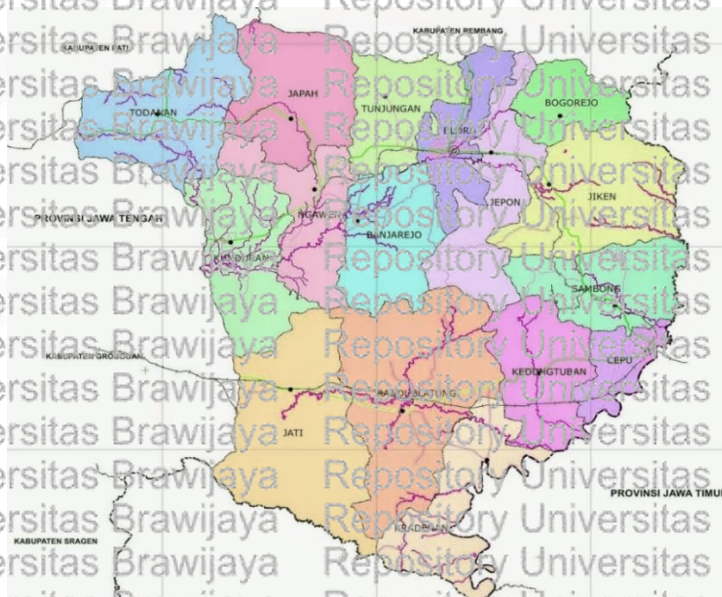 KABUPATEN REMBANG
KABUPATEN PATI
JAPAH
TODANAN
TUNJUNGAN
BOGOREJO
BLORA
JIKEN
JEPON
NGAWEN
PROVINSI JAWA TENGAH
BANJAREJO
KUNDURAN
SAMBONG
KABUPATEN GROBOGAN
CEPU
KEDUNGTUBAN
RANDUBLATUNG
JATI
PROVINSI JAWA TIMUR
KRADENAN
KABUPATEN SRAGEN
Repository Universitas Brawijaya